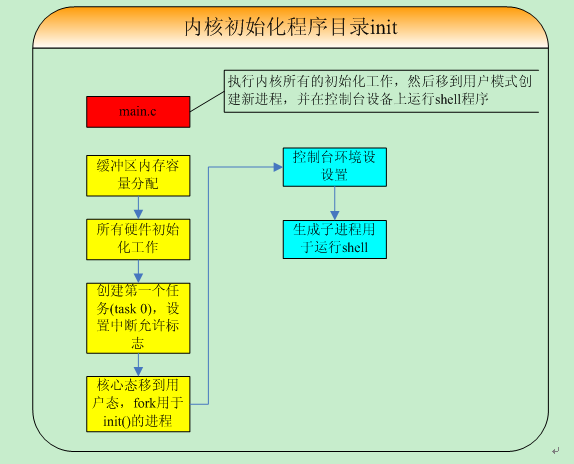 内核初始化程序目录init
执行内核所有的初始化工作，然后移到用户模式创
建新进程，并在控制台设备上运行shell程序
main.c
缓冲区内存容
量分配
所有硬件初始
化工作
创建第一个任
务(task 0)，设
置中断允许标
志
核心态移到用
户态，fork用于
init()的进程
控制台环境设
设置
生成子进程用
于运行shell